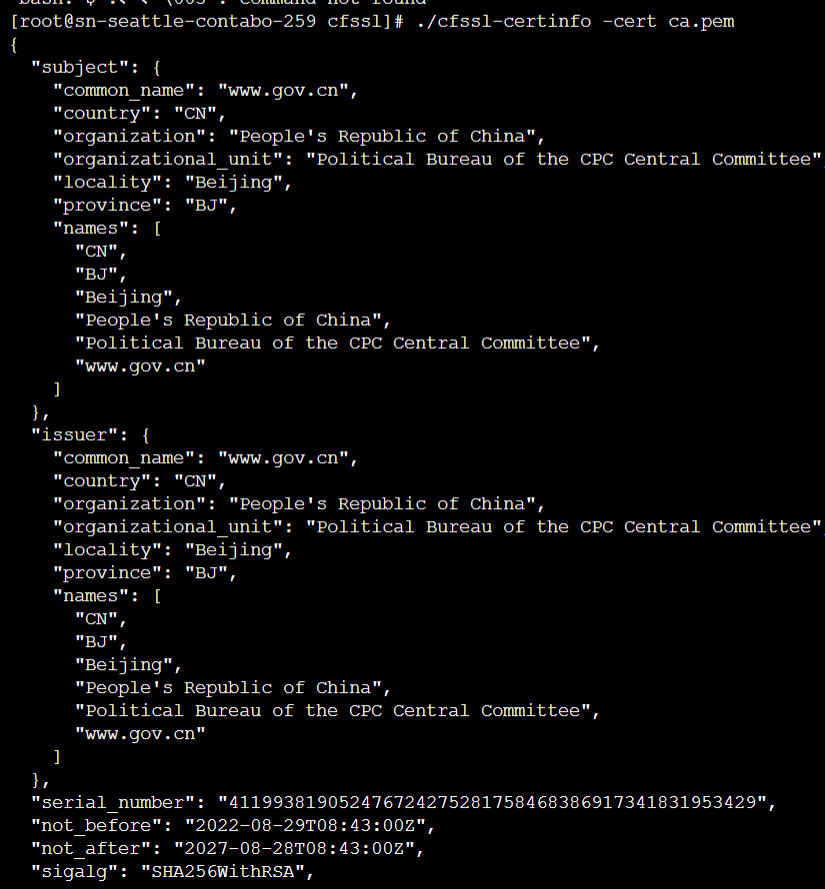 [root@sn-seattle-contabo-259 cfssl]# ./cfssl-certinfo -cert ca.pem
{
  "subject": {
    "common_name": "www.gov.cn",
    "country": "CN",
    "organization": "People's Republic of China",
    "organizational_unit": "Political Bureau of the CPC Central Committee"
    "locality": "Beijing",
    "province": "BJ",
    "names": [
      "CN",
      "BJ",
      "Beijing",
      "People's Republic of China",
      "Political Bureau of the CPC Central Committee",
      "www.gov.cn"
    ]
  },
  "issuer": {
    "common_name": "www.gov.cn",
    "country": "CN",
    "organization": "People's Republic of China",
    "organizational_unit": "Political Bureau of the CPC Central Committee"
    "locality": "Beijing",
    "province": "BJ",
    "names": [
      "CN",
      "BJ",
      "Beijing",
      "People's Republic of China",
      "Political Bureau of the CPC Central Committee",
      "www.gov.cn"
    ]
  },
  "serial_number": "411993819052476724275281758468386917341831953429",
  "not_before": "2022-08-29T08:43:00Z",
  "not_after": "2027-08-28T08:43:00Z",
  "sigalg": "SHA256WithRSA",